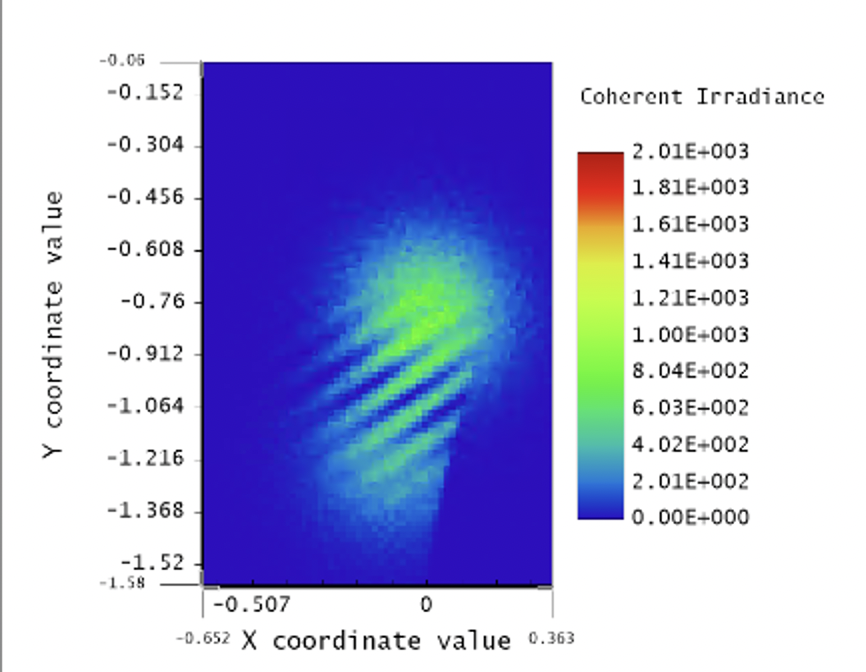 -0.06
-0.152
-0.304
-0.456
-0.608
-0.76
-0.912
-1.064
-1.216
-1.368
-1.52
-1.58
Y coordinate value
-0.507 0
-0.652 X coordinate value 0.363
Coherent Irradiance
2.01E+003
1.81E+003
1.61E+003
1.41E+003
1.21E+003
1.00E+003
8.04E+002
6.03E+002
4.02E+002
2.01E+002
0.00E+000